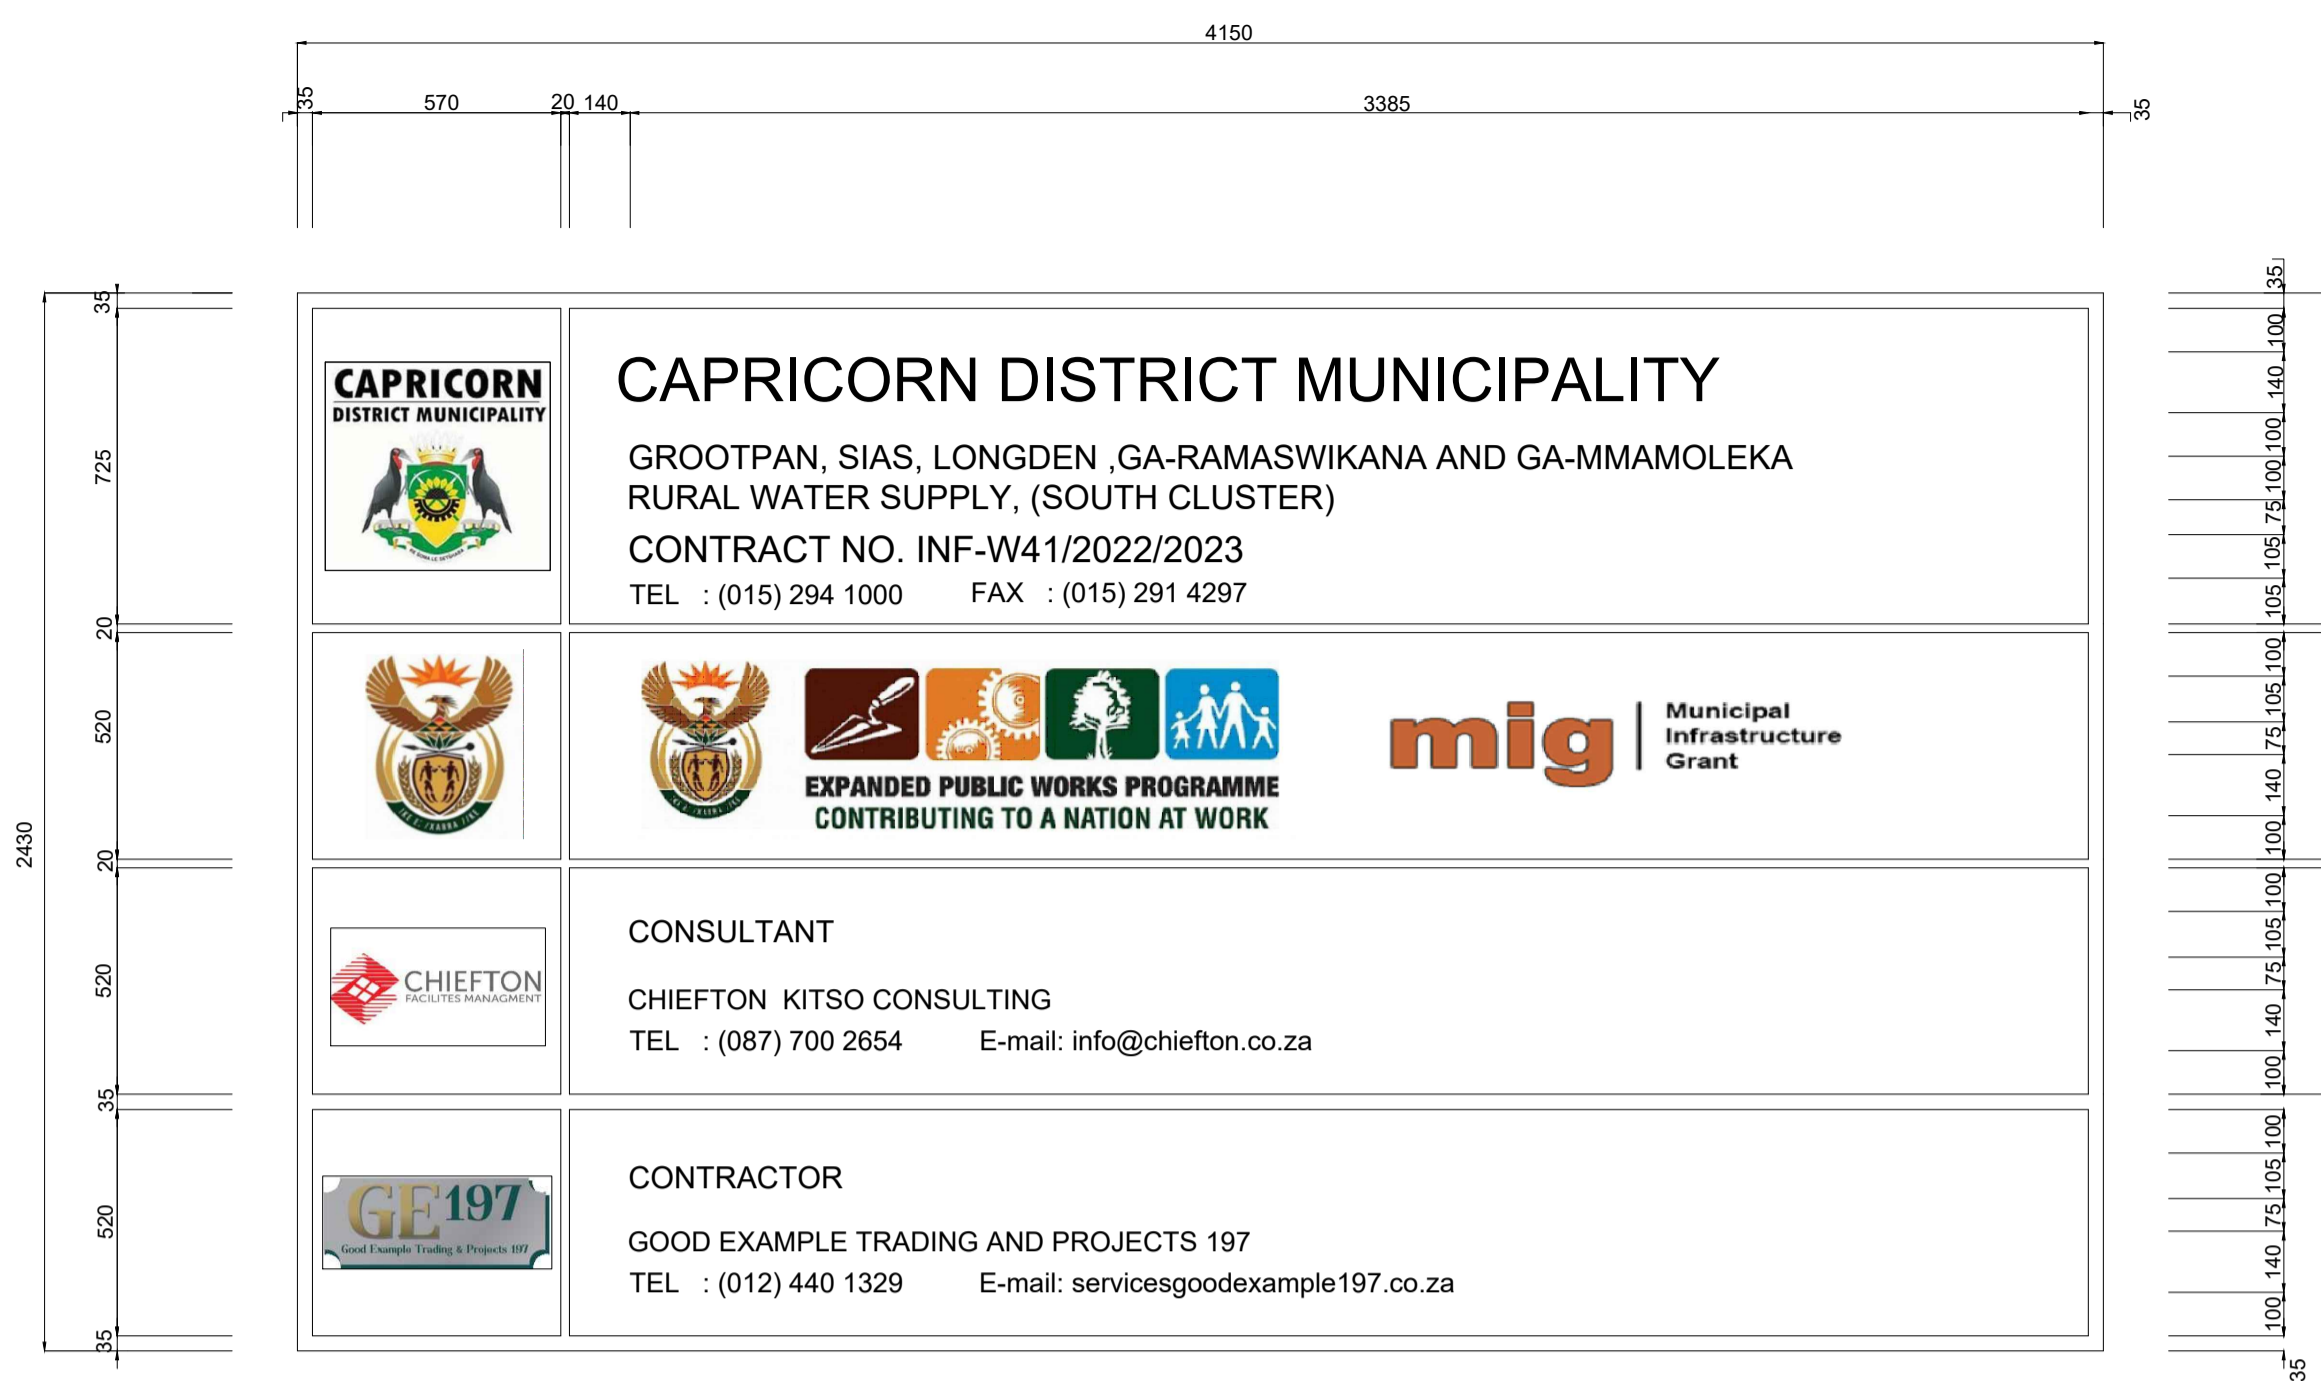 4150
35 570 20 140 3385 35
2430
35
725
20
520
20
520
35
520
35
35
100
140
100
100
75
105
105
100
105
75
140
100
100
105
75
140
100
100
105
75
140
100
35
CAPRICORN
DISTRICT MUNICIPALITY
CAPRICORN DISTRICT MUNICIPALITY
GROOTPAN, SIAS, LONGDEN ,GA-RAMASWIKANA AND GA-MMAMOLEKA
RURAL WATER SUPPLY, (SOUTH CLUSTER)
CONTRACT NO. INF-W41/2022/2023
TEL : (015) 294 1000 FAX : (015) 291 4297
EXPANDED PUBLIC WORKS PROGRAMME
CONTRIBUTING TO A NATION AT WORK
mig
Municipal
Infrastructure
Grant
CHIEFTON
FACILITES MANAGMENT
CONSULTANT
CHIEFTON KITSO CONSULTING
TEL : (087) 700 2654 E-mail: info@chiefton.co.za
GE197
Good Example Trading & Projects 197
CONTRACTOR
GOOD EXAMPLE TRADING AND PROJECTS 197
TEL : (012) 440 1329 E-mail: servicesgoodexample197.co.za